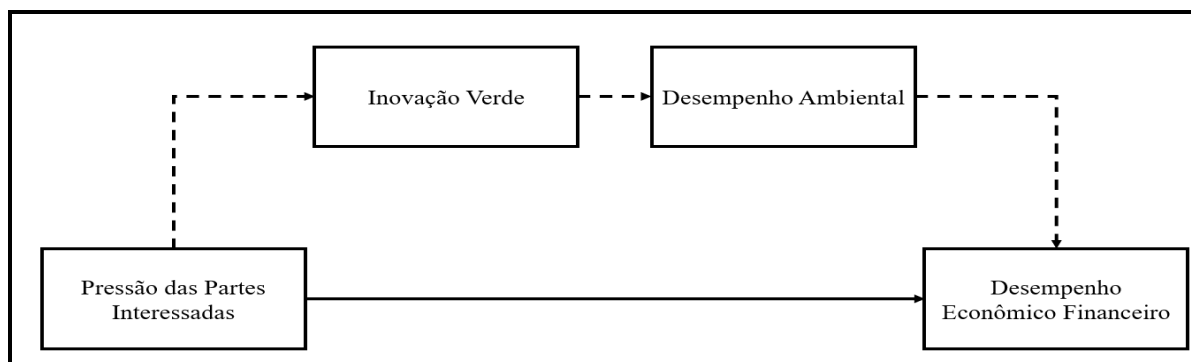 Inovação Verde
Desempenho Ambiental
Pressão das Partes
Interessadas
Desempenho
Econômico Financeiro